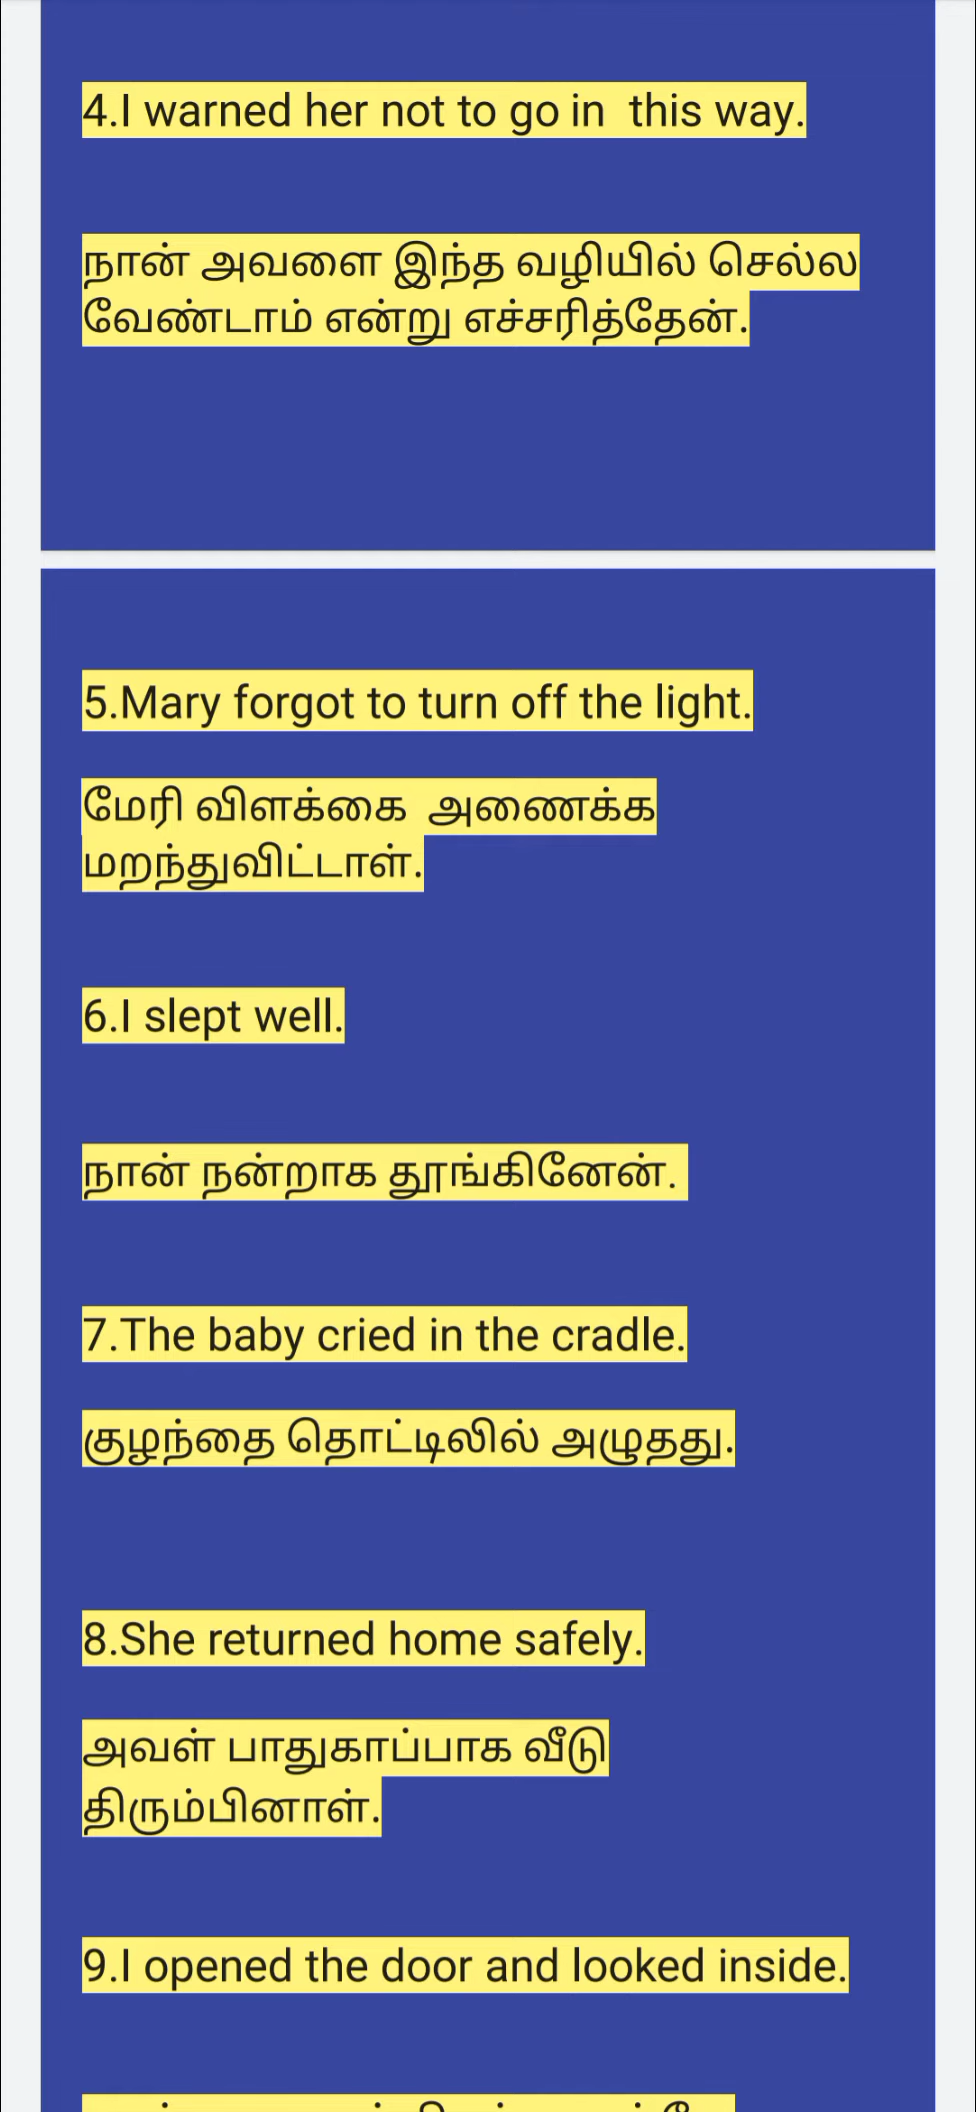 4.I warned her not to go in  this way.
நான் அவளை இந்த வழியில் செல்ல
வேண்டாம் என்று எச்சரித்தேன்.
5.Mary forgot to turn off the light.
மேரி விளக்கை  அணைக்க
மறந்துவிட்டாள்.
6.I slept well.
நான் நன்றாக தூங்கினேன்.
7.The baby cried in the cradle.
குழந்தை தொட்டிலில் அழுதது.
8.She returned home safely.
அவள் பாதுகாப்பாக வீடு
திரும்பினாள்.
9.I opened the door and looked inside.